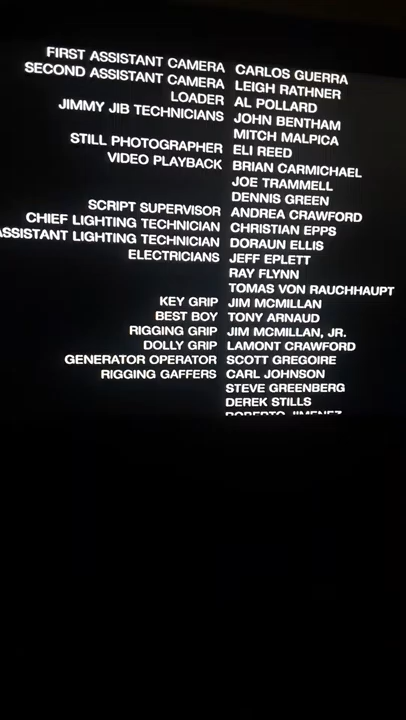 FIRST ASSISTANT CAMERA CARLOS GUERRA
SECOND ASSISTANT CAMERA LEIGH RATHNER
LOADER AL POLLARD
JIMMY JIB TECHNICIANS JOHN BENTHAM
MITCH MALPICA
STILL PHOTOGRAPHER ELI REED
VIDEO PLAYBACK BRIAN CARMICHAEL
JOE TRAMMELL
DENNIS GREEN
SCRIPT SUPERVISOR ANDREA CRAWFORD
CHIEF LIGHTING TECHNICIAN CHRISTIAN EPPS
ASSISTANT LIGHTING TECHNICIAN DORAUN ELLIS
ELECTRICIANS JEFF EPLETT
RAY FLYNN
TOMAS VON RAUCHHAUPT
KEY GRIP JIM MCMILLAN
BEST BOY TONY ARNAUD
RIGGING GRIP JIM MCMILLAN, JR.
DOLLY GRIP LAMONT CRAWFORD
GENERATOR OPERATOR SCOTT GREGOIRE
RIGGING GAFFERS CARL JOHNSON
STEVE GREENBERG
DEREK STILLS
ROBERTO JIMENEZ